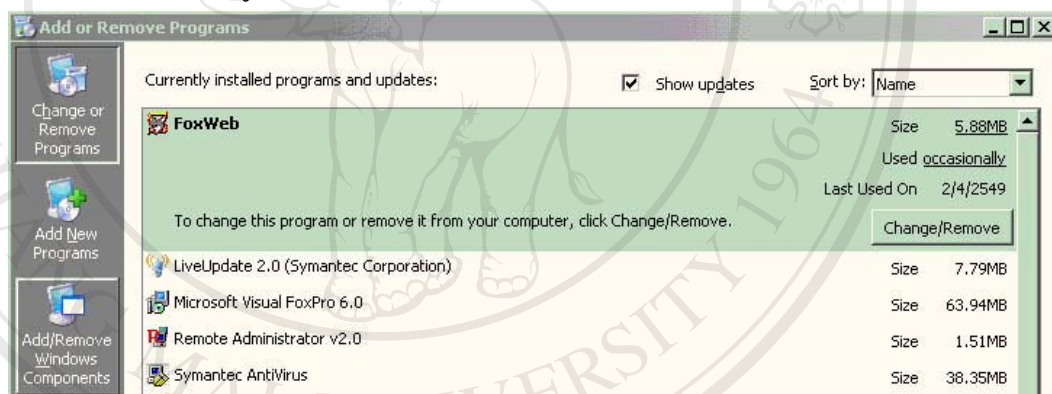 Add or Remove Programs
Change or
Remove
Programs
Add New
Programs
Add/Remove
Windows
Components
Currently installed programs and updates:
Show updates
Sort by: Name
FoxWeb
Size 5.88MB
Used occasionally
Last Used On 2/4/2549
To change this program or remove it from your computer, click Change/Remove.
Change/Remove
LiveUpdate 2.0 (Symantec Corporation)
Size 7.79MB
Microsoft Visual FoxPro 6.0
Size 63.94MB
Remote Administrator v2.0
Size 1.51MB
Symantec AntiVirus
Size 38.35MB
1964